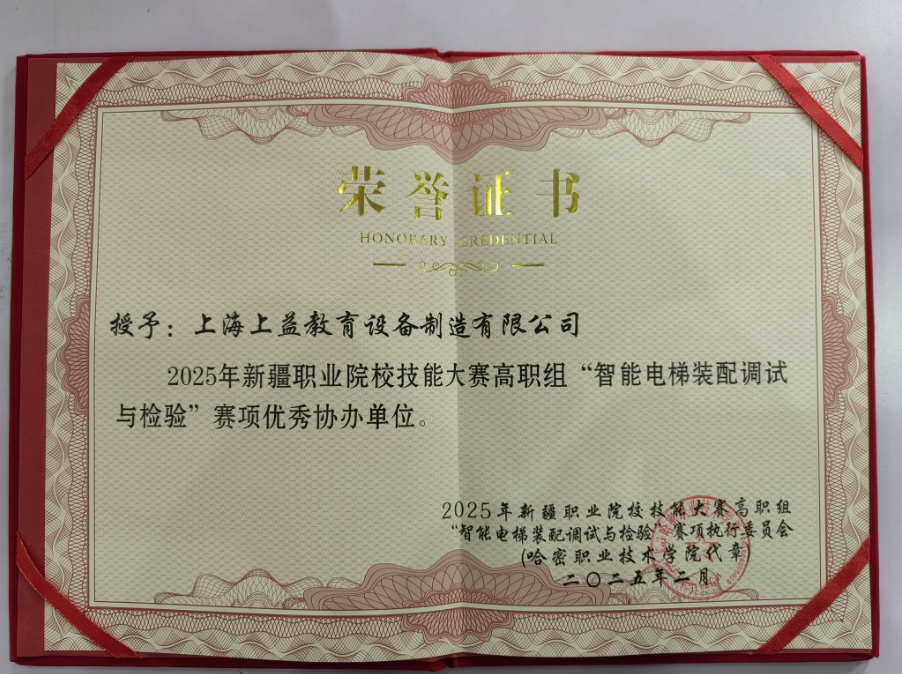 荣誉证书
HONORARY CREDENTIAL
授予：上海上益教育设备制造有限公司
2025年新疆职业院校技能大赛高职组“智能电梯装配调试
与检验”赛项优秀协办单位。
2025年新疆职业院校技能大赛高职组
“智能电梯装配调试与检验”赛项执行委员会
(哈密职业技术学院代章)
二〇二五年二月